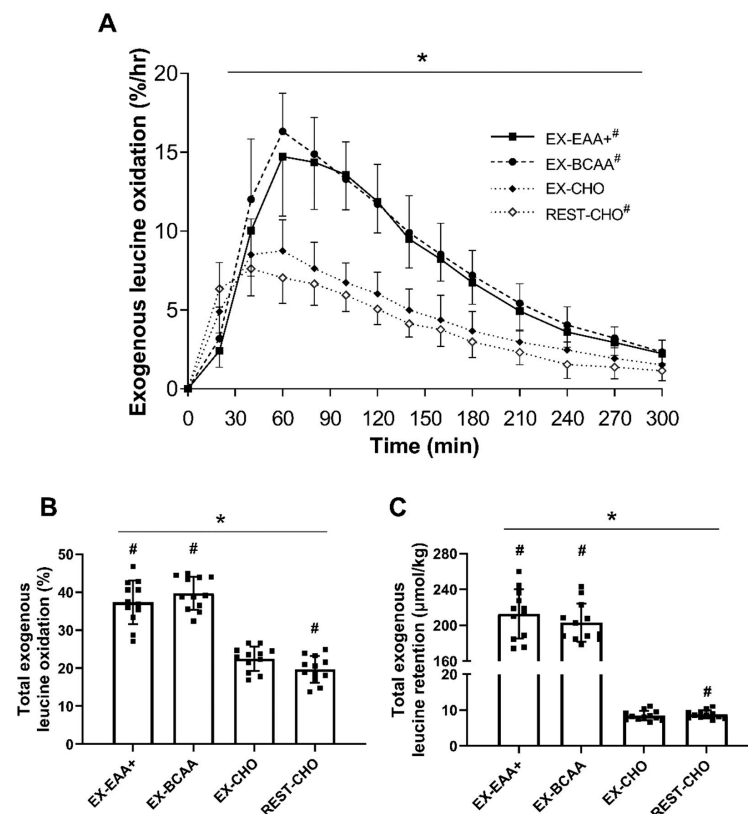 A
*
Exogenous leucine oxidation (%/hr)
20
15
10
5
0
EX-EAA+#
EX-BCAA#
EX-CHO
REST-CHO#
0 30 60 90 120 150 180 210 240 270 300
Time (min)
B
*
Total exogenous
leucine oxidation (%)
50
40
30
20
10
0
# # #
EX-EAA+ EX-BCAA EX-CHO REST-CHO
C
*
Total exogenous
leucine retention (µmol/kg)
280
240
200
160
20
10
0
# # #
EX-EAA+ EX-BCAA EX-CHO REST-CHO